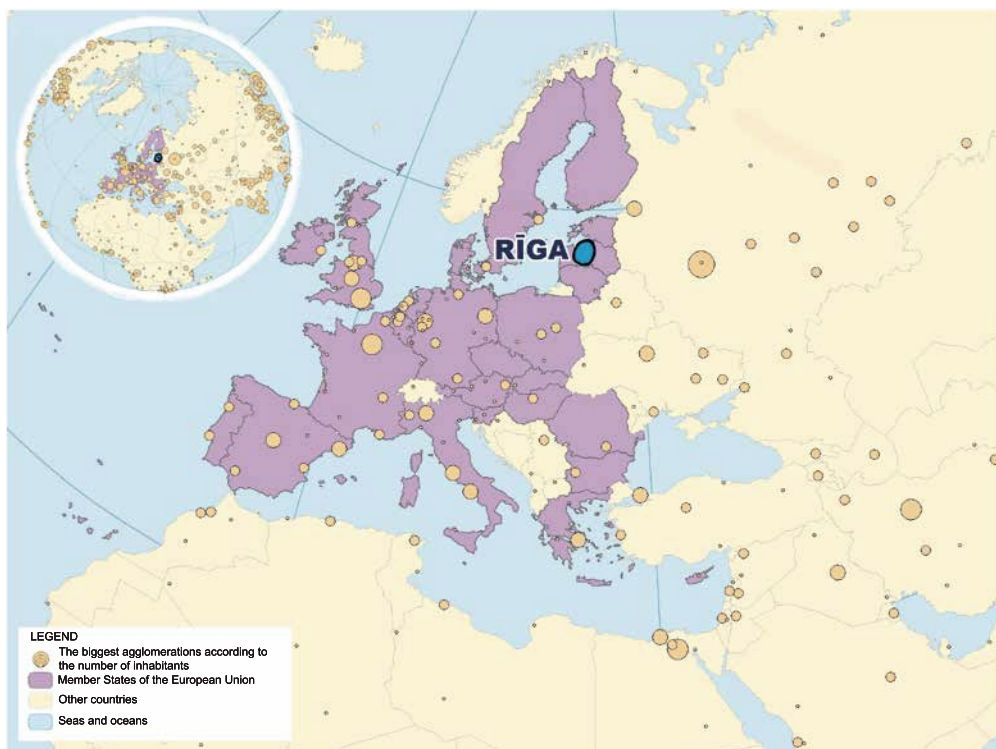 RĪGA
LEGEND
The biggest agglomerations according to
the number of inhabitants
Member States of the European Union
Other countries
Seas and oceans